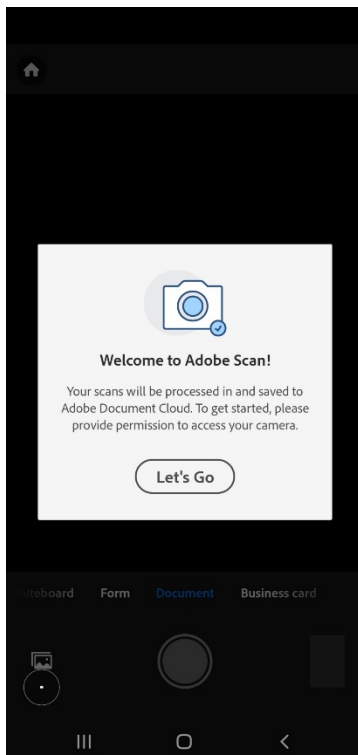 Welcome to Adobe Scan!
Your scans will be processed in and saved to
Adobe Document Cloud. To get started, please
provide permission to access your camera.
Let's Go
iteboard Form Document Business card